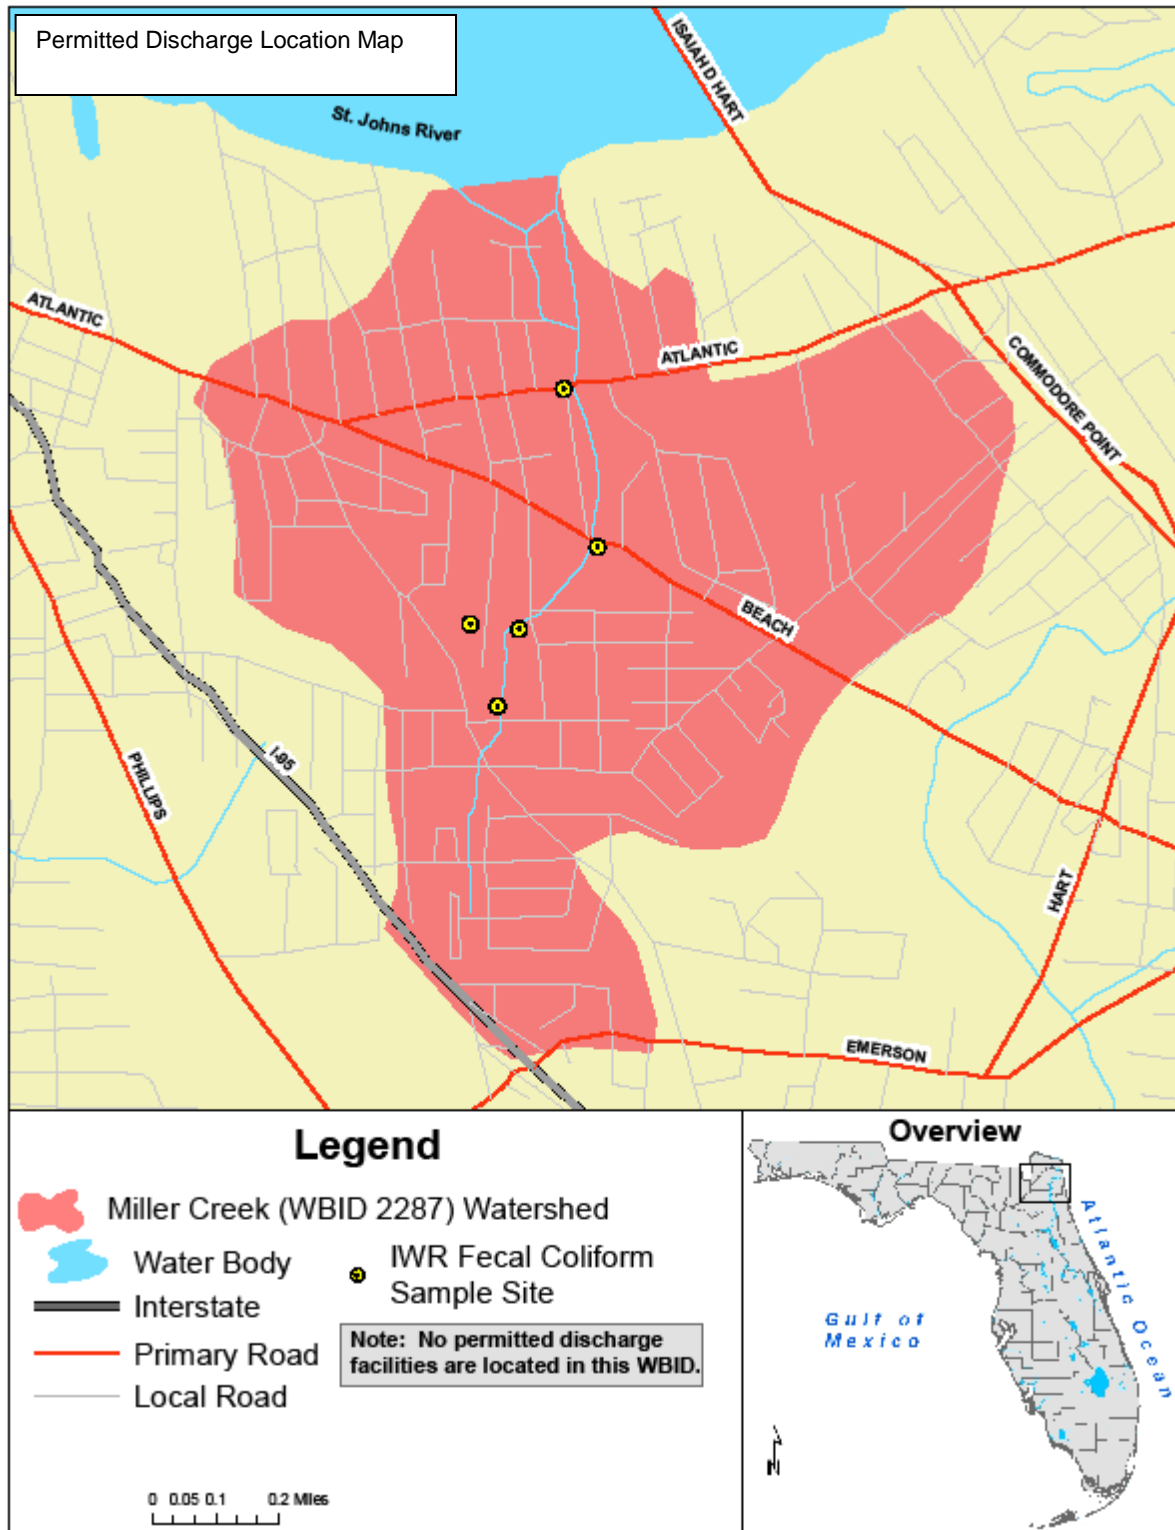 Permitted Discharge Location Map
St. Johns River
ISAIAH D HART
ATLANTIC
ATLANTIC
COMMODORE POINT
BEACH
I-95
PHILLIPS
HART
EMERSON
Legend
Miller Creek (WBID 2287) Watershed
Water Body
Interstate
Primary Road
Local Road
IWR Fecal Coliform
Sample Site
Note: No permitted discharge
facilities are located in this WBID.
0 0.05 0.1 0.2 Miles
Overview
Atlantic Ocean
Gulf of
Mexico
N